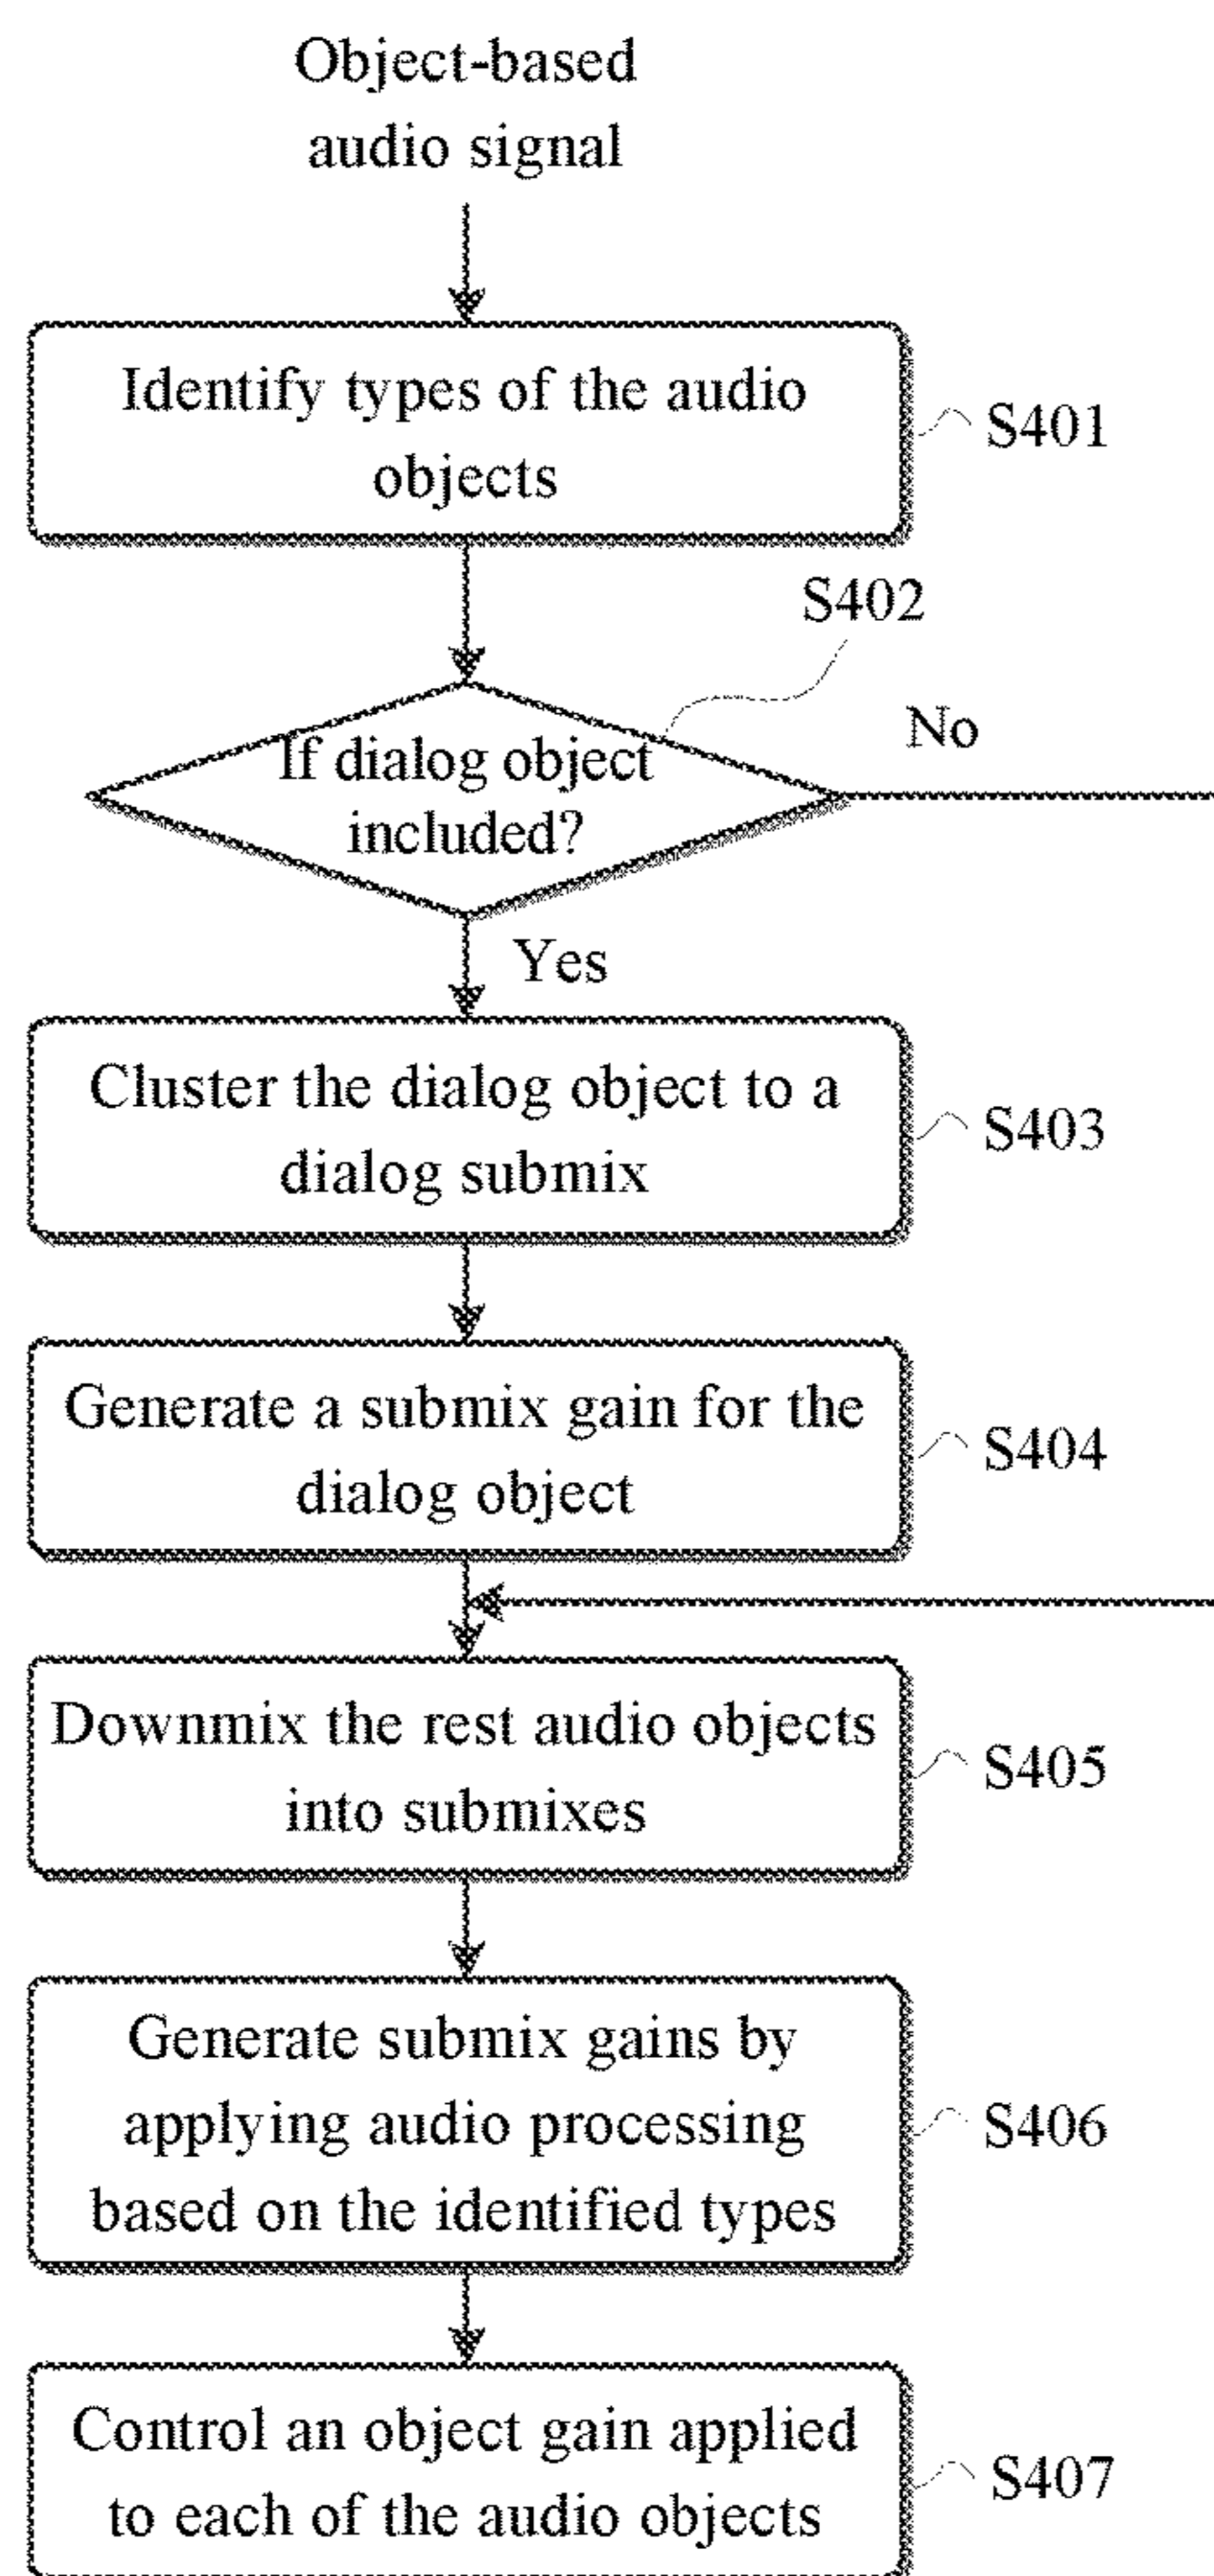 Object-based
audio signal
Identify types of the audio
objects
S401
S402
If dialog object
included?
No
Yes
Cluster the dialog object to a
dialog submix
S403
Generate a submix gain for the
dialog object
S404
Downmix the rest audio objects
into submixes
S405
Generate submix gains by
applying audio processing
based on the identified types
S406
Control an object gain applied
to each of the audio objects
S407